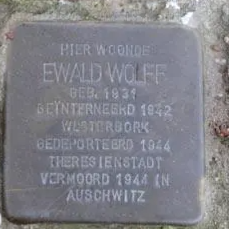 HIER WOONDE
EWALD WOLFF
GEB. 1931
GEÏNTERNEERD 1942
WESTERBORK
GEDEPORTEERD 1944
THERESIENSTADT
VERMOORD 1944 IN
AUSCHWITZ